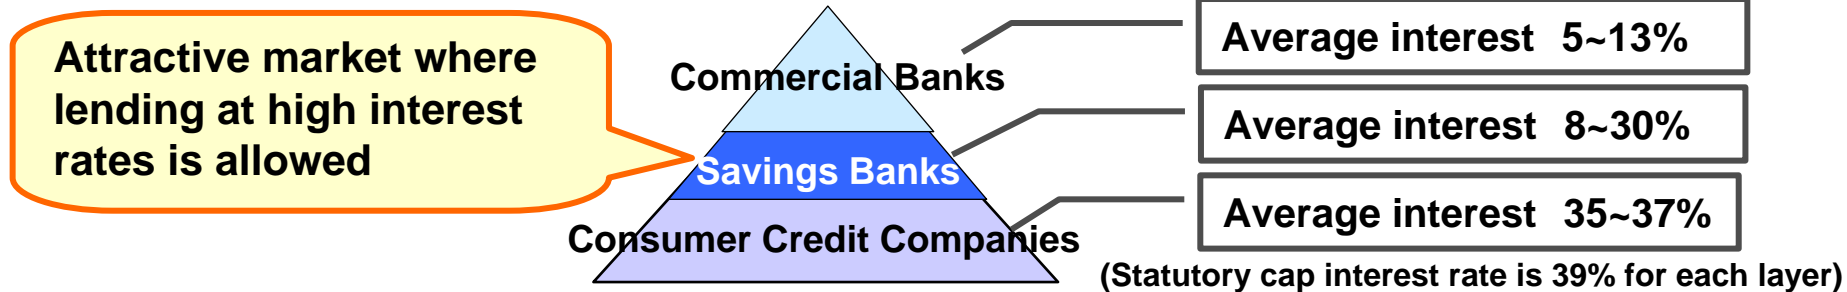 Attractive market where
lending at high interest
rates is allowed
Commercial Banks
Savings Banks
Consumer Credit Companies
Average interest 5~13%
Average interest 8~30%
Average interest 35~37%
(Statutory cap interest rate is 39% for each layer)